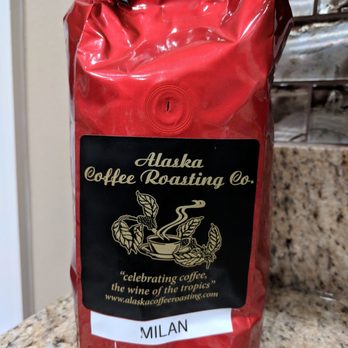 Alaska
Coffee Roasting Co.
"celebrating coffee,
the wine of the tropics"
www.alaskacoffeeroasting.com
MILAN